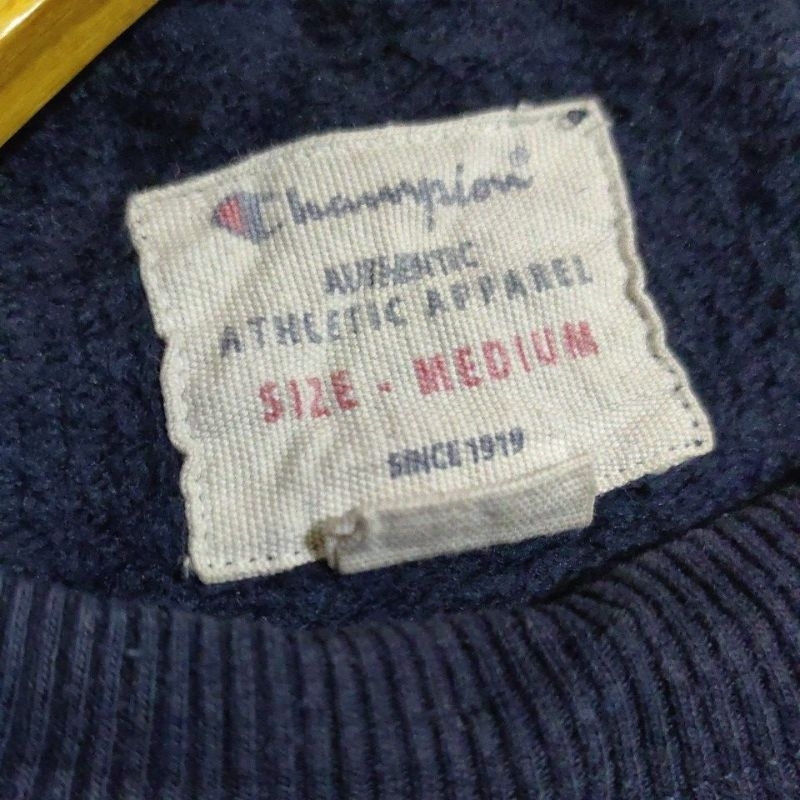 Champion®
AUTHENTIC
ATHLETIC APPAREL
SIZE - MEDIUM
SINCE 1919